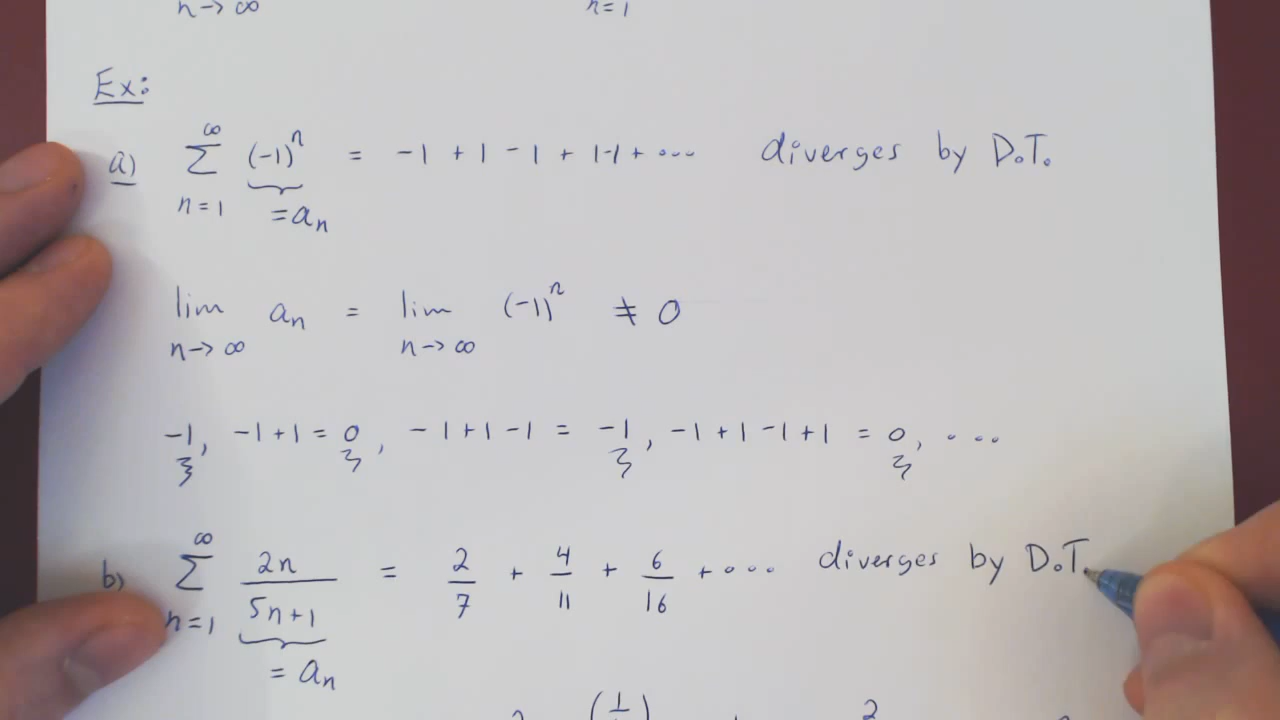 n→∞ n=1
Ex:
a) ∑_{n=1}^{∞} (-1)^n = -1 + 1 - 1 + 1-1 + ··· diverges by D.T.
= a_n
lim_{n→∞} a_n = lim_{n→∞} (-1)^n ≠ 0
-1, -1+1 = 0, -1+1-1 = -1, -1+1-1+1 = 0, ···
b) ∑_{n=1}^{∞} 2n/(5n+1) = 2/7 + 4/11 + 6/16 + ··· diverges by D.T.
= a_n